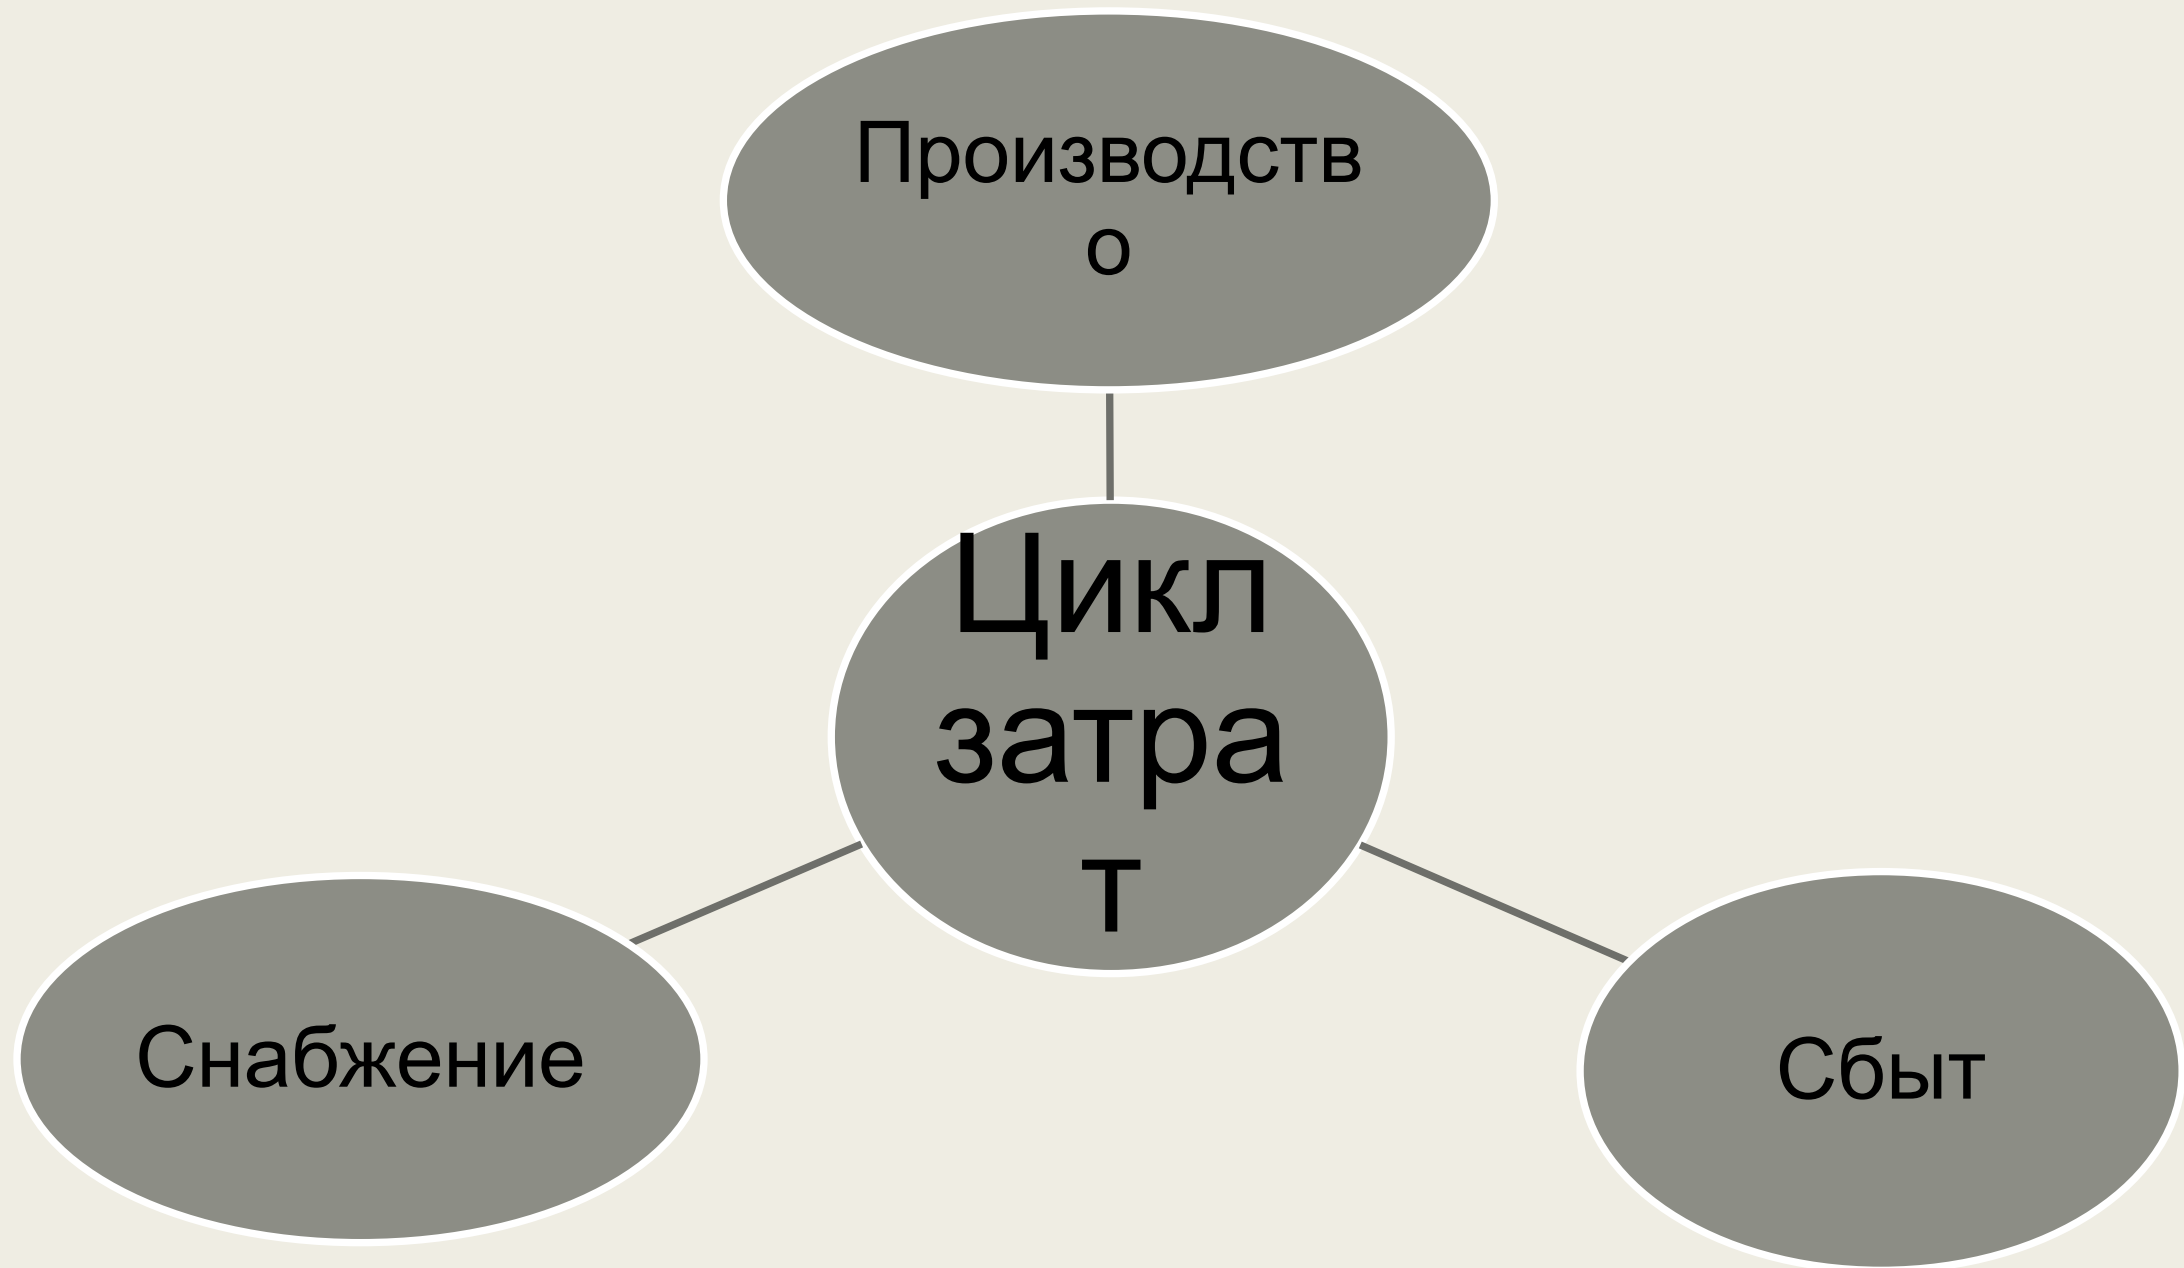 Производств
о
Цикл
затра
т
Снабжение
Сбыт